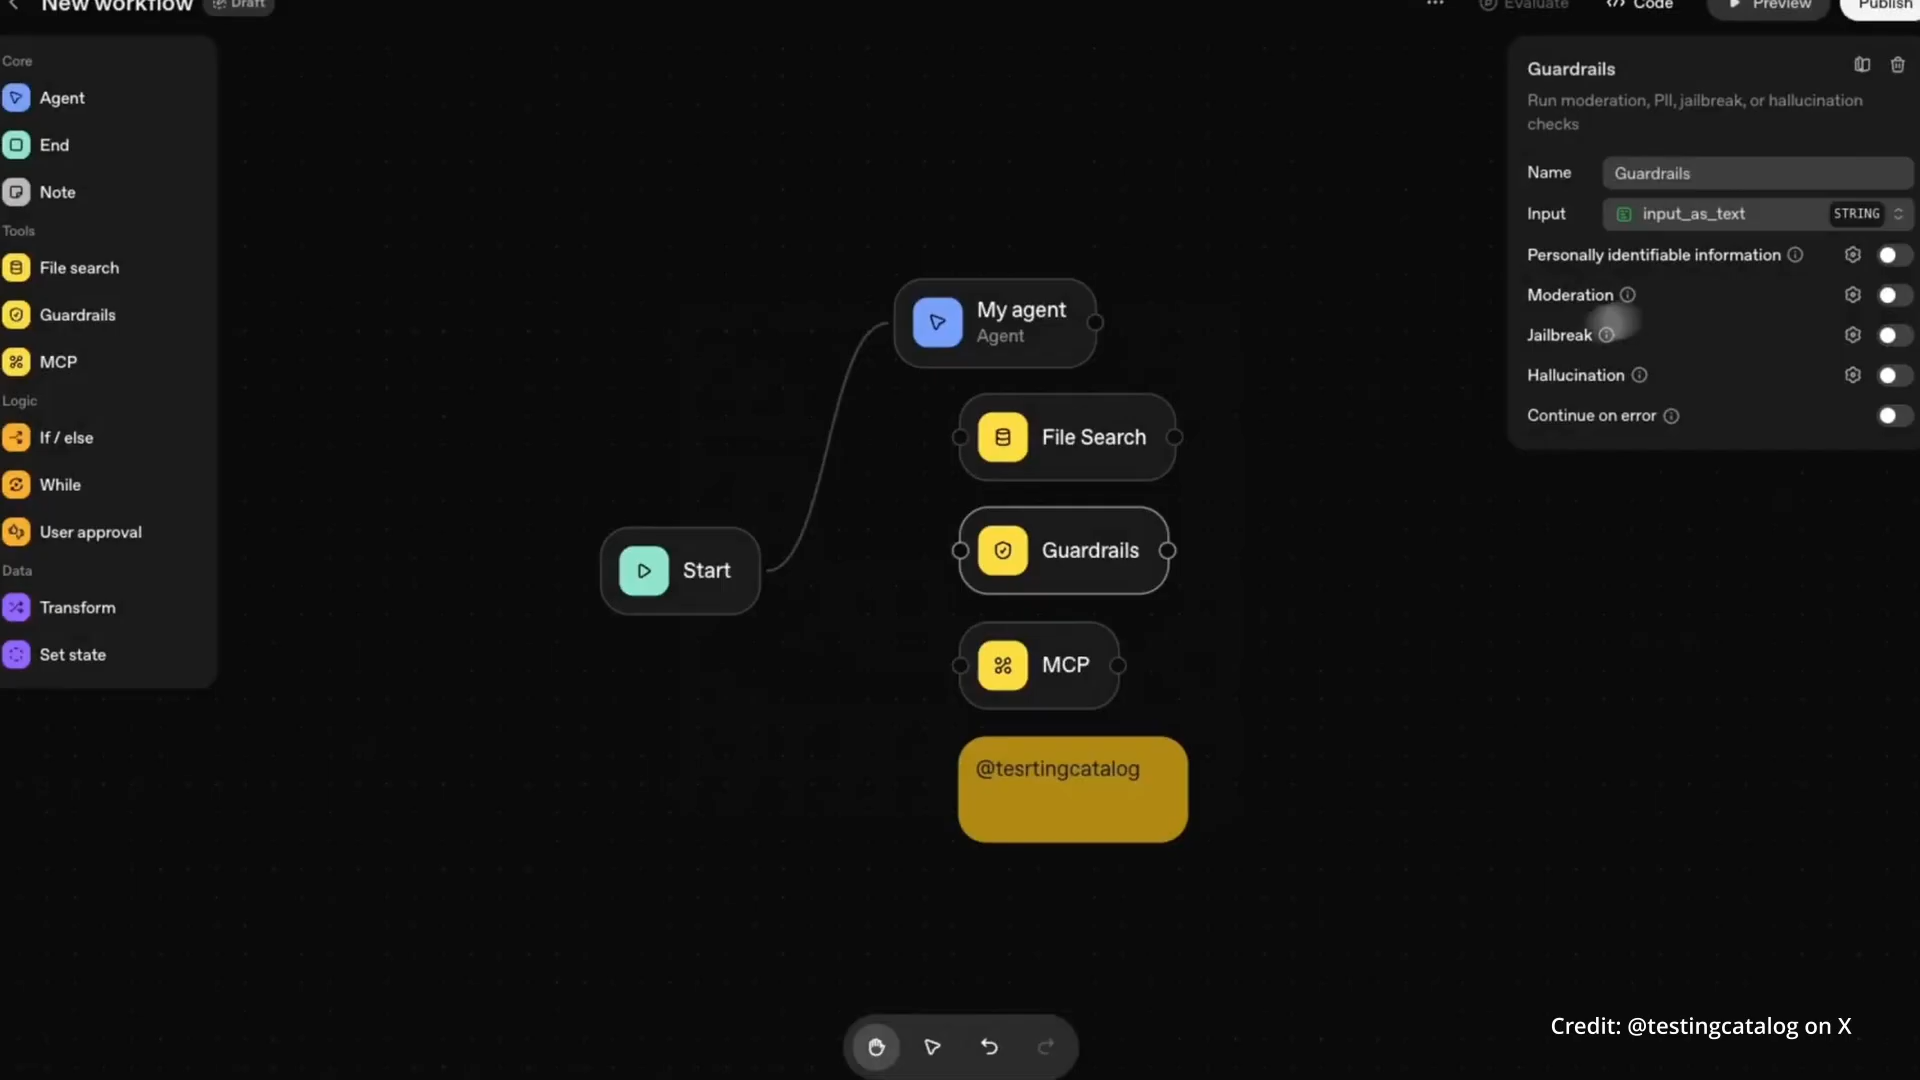 New workflow
Draft
Evaluate
Code
Preview
Publish
Core
Agent
End
Note
Tools
File search
Guardrails
MCP
Logic
If / else
While
User approval
Data
Transform
Set state
Start
My agent
Agent
File Search
Guardrails
MCP
@tesrtingcatalog
Guardrails
Run moderation, PII, jailbreak, or hallucination
checks
Name
Guardrails
Input
input_as_text
STRING
Personally identifiable information
Moderation
Jailbreak
Hallucination
Continue on error
Credit: @testingcatalog on X